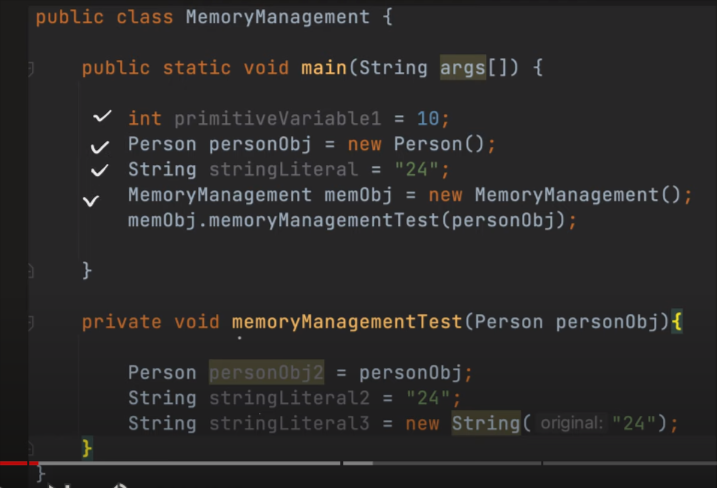 public class MemoryManagement {
public static void main(String args[]) {
int primitiveVariable1 = 10;
Person personObj = new Person();
String stringLiteral = "24";
MemoryManagement memObj = new MemoryManagement();
memObj.memoryManagementTest(personObj);
}
private void memoryManagementTest(Person personObj){
Person personObj2 = personObj;
String stringLiteral2 = "24";
String stringLiteral3 = new String( original: "24");
}
}